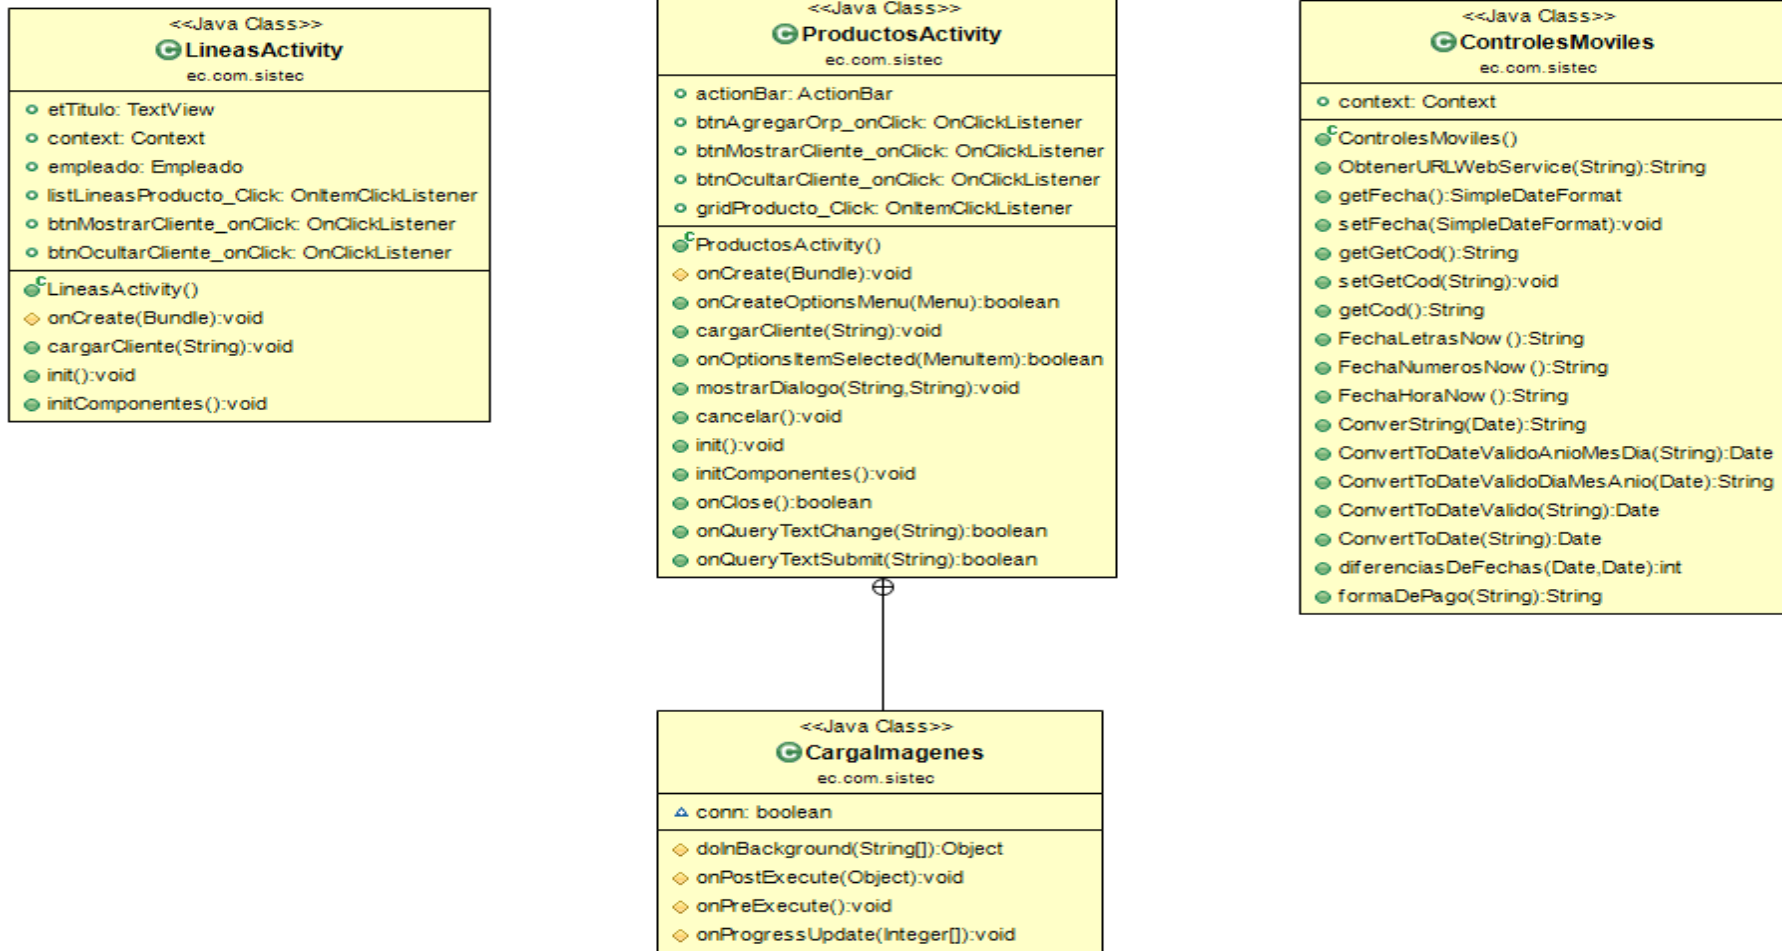 <<Java Class>>
LineasActivity
ec.com.sistec
etTitulo: TextView
context: Context
empleado: Empleado
listLineasProducto_Click: OnItemClickListener
btnMostrarCliente_onClick: OnClickListener
btnOcultarCliente_onClick: OnClickListener
LineasActivity()
onCreate(Bundle):void
cargarCliente(String):void
init():void
initComponentes():void
<<Java Class>>
ProductosActivity
ec.com.sistec
actionBar: ActionBar
btnAgregarOrp_onClick: OnClickListener
btnMostrarCliente_onClick: OnClickListener
btnOcultarCliente_onClick: OnClickListener
gridProducto_Click: OnItemClickListener
ProductosActivity()
onCreate(Bundle):void
onCreateOptionsMenu(Menu):boolean
cargarCliente(String):void
onOptionsItemSelected(MenuItem):boolean
mostrarDialogo(String,String):void
cancelar():void
init():void
initComponentes():void
onClose():boolean
onQueryTextChange(String):boolean
onQueryTextSubmit(String):boolean
<<Java Class>>
CargaImagenes
ec.com.sistec
conn: boolean
doInBackground(String[]):Object
onPostExecute(Object):void
onPreExecute():void
onProgressUpdate(Integer[]):void
<<Java Class>>
ControlesMoviles
ec.com.sistec
context: Context
ControlesMoviles()
ObtenerURLWebService(String):String
getFecha():SimpleDateFormat
setFecha(SimpleDateFormat):void
getGetCod():String
setGetCod(String):void
getCod():String
FechaLetrasNow():String
FechaNumerosNow():String
FechaHoraNow():String
ConverString(Date):String
ConvertToDateValidoAnioMesDia(String):Date
ConvertToDateValidoDiaMesAnio(Date):String
ConvertToDateValido(String):Date
ConvertToDate(String):Date
diferenciasDeFechas(Date,Date):int
formaDePago(String):String